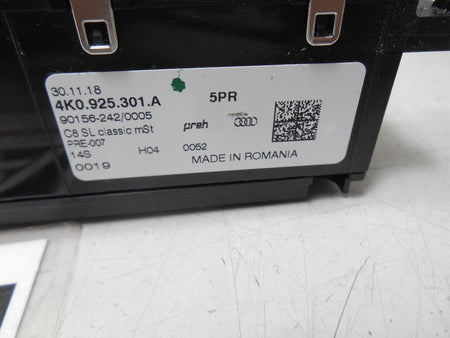 30.11.18
4K0.925.301.A 5PR
90156-242/0005
C8 SL classic mSt preh
PRE-007
14S H04 0052
0019 MADE IN ROMANIA